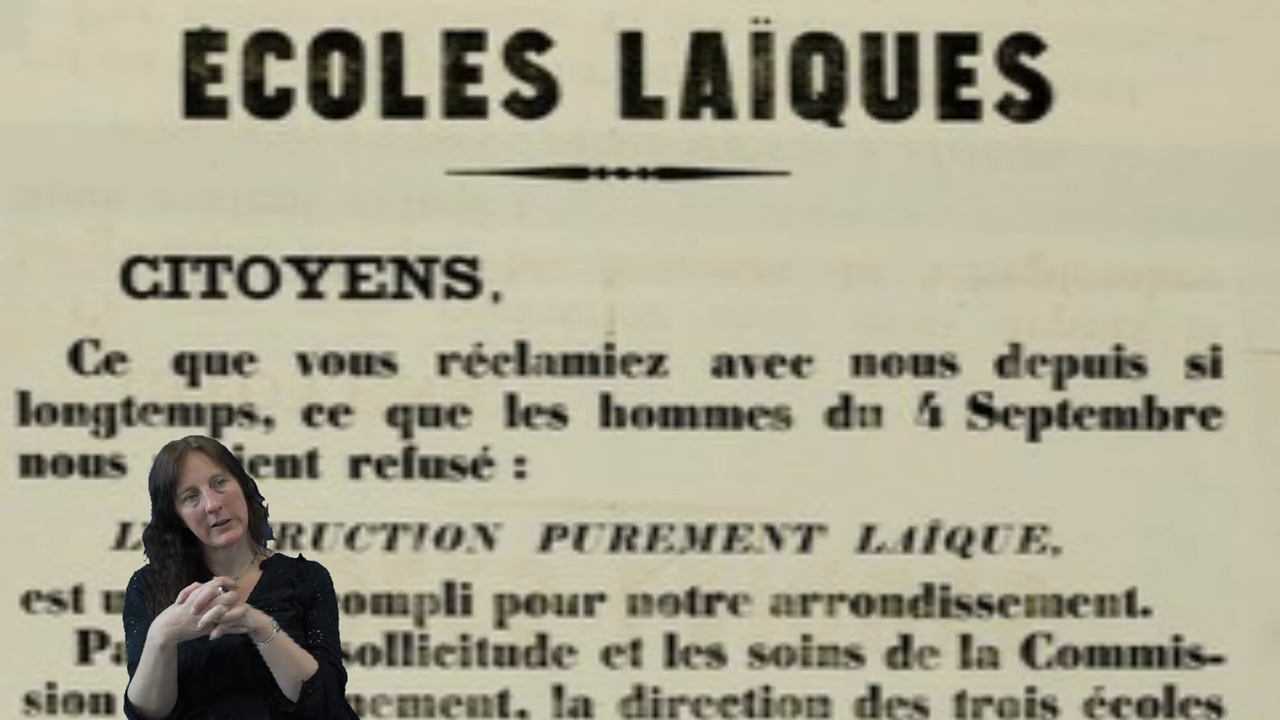 ÉCOLES LAÏQUES
CITOYENS,
Ce que vous réclamiez avec nous depuis si
longtemps, ce que les hommes du 4 Septembre
nous refusé :
PUREMENT LAÏQUE,
est pour notre arrondissement.
sollicitude et les soins de la Commis-
sion la direction des trois écoles